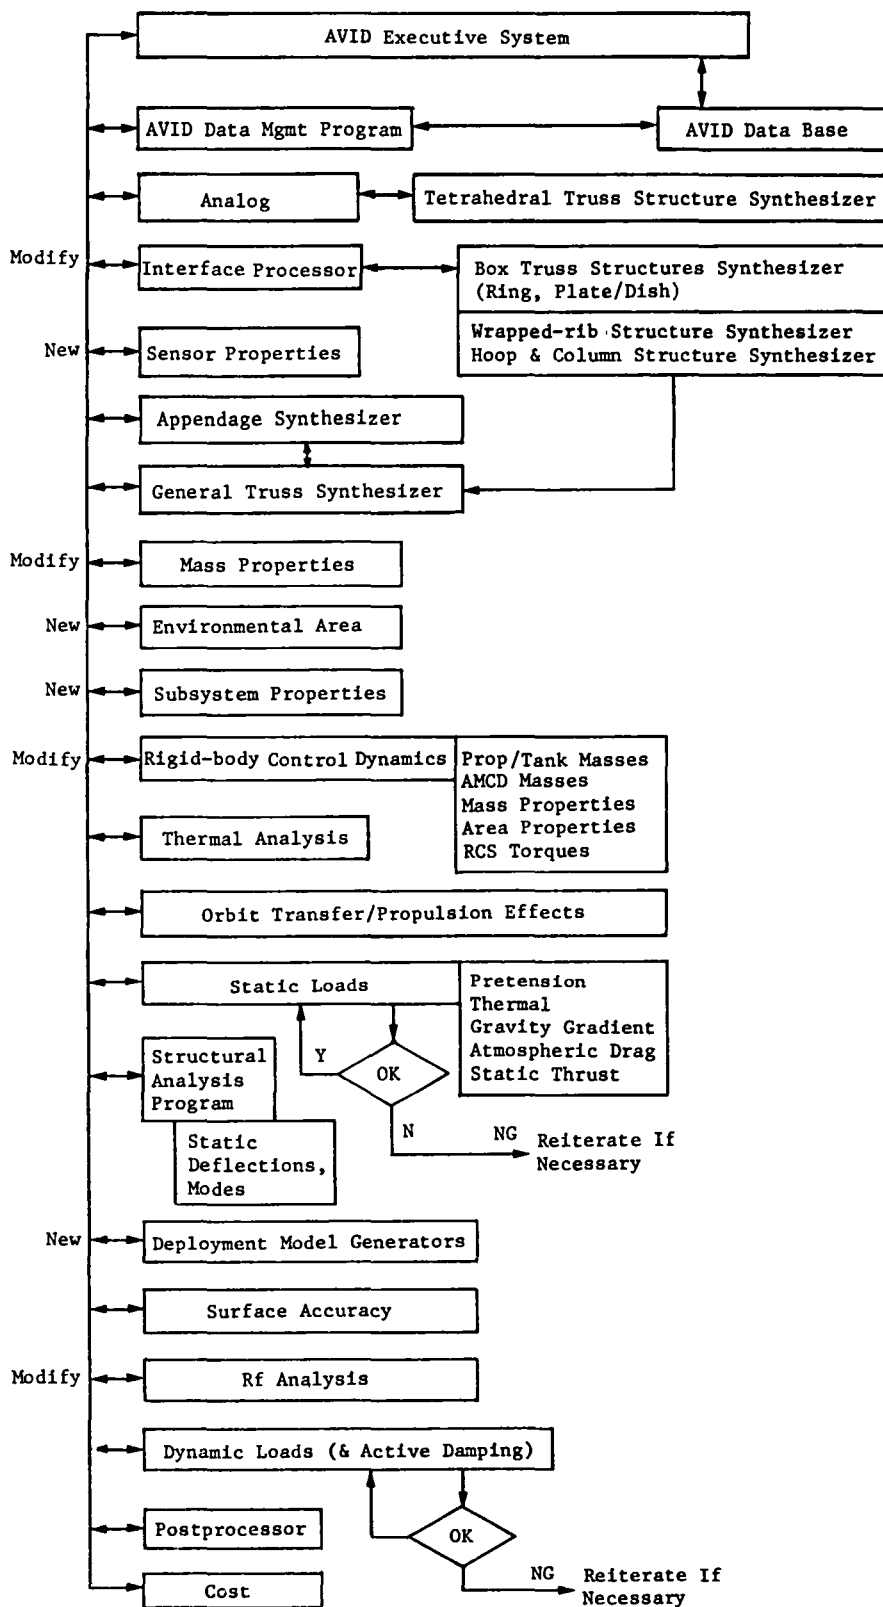 AVID Executive System
AVID Data Mgmt Program
AVID Data Base
Analog
Tetrahedral Truss Structure Synthesizer
Modify
Interface Processor
Box Truss Structures Synthesizer
(Ring, Plate/Dish)
Wrapped-rib Structure Synthesizer
Hoop & Column Structure Synthesizer
New
Sensor Properties
Appendage Synthesizer
General Truss Synthesizer
Modify
Mass Properties
New
Environmental Area
New
Subsystem Properties
Modify
Rigid-body Control Dynamics
Prop/Tank Masses
AMCD Masses
Mass Properties
Area Properties
RCS Torques
Thermal Analysis
Orbit Transfer/Propulsion Effects
Static Loads
Pretension
Thermal
Gravity Gradient
Atmospheric Drag
Static Thrust
Y
OK
Structural
Analysis
Program
N
NG
Reiterate If
Necessary
Static
Deflections,
Modes
New
Deployment Model Generators
Surface Accuracy
Modify
Rf Analysis
Dynamic Loads (& Active Damping)
Postprocessor
OK
NG
Reiterate If
Necessary
Cost